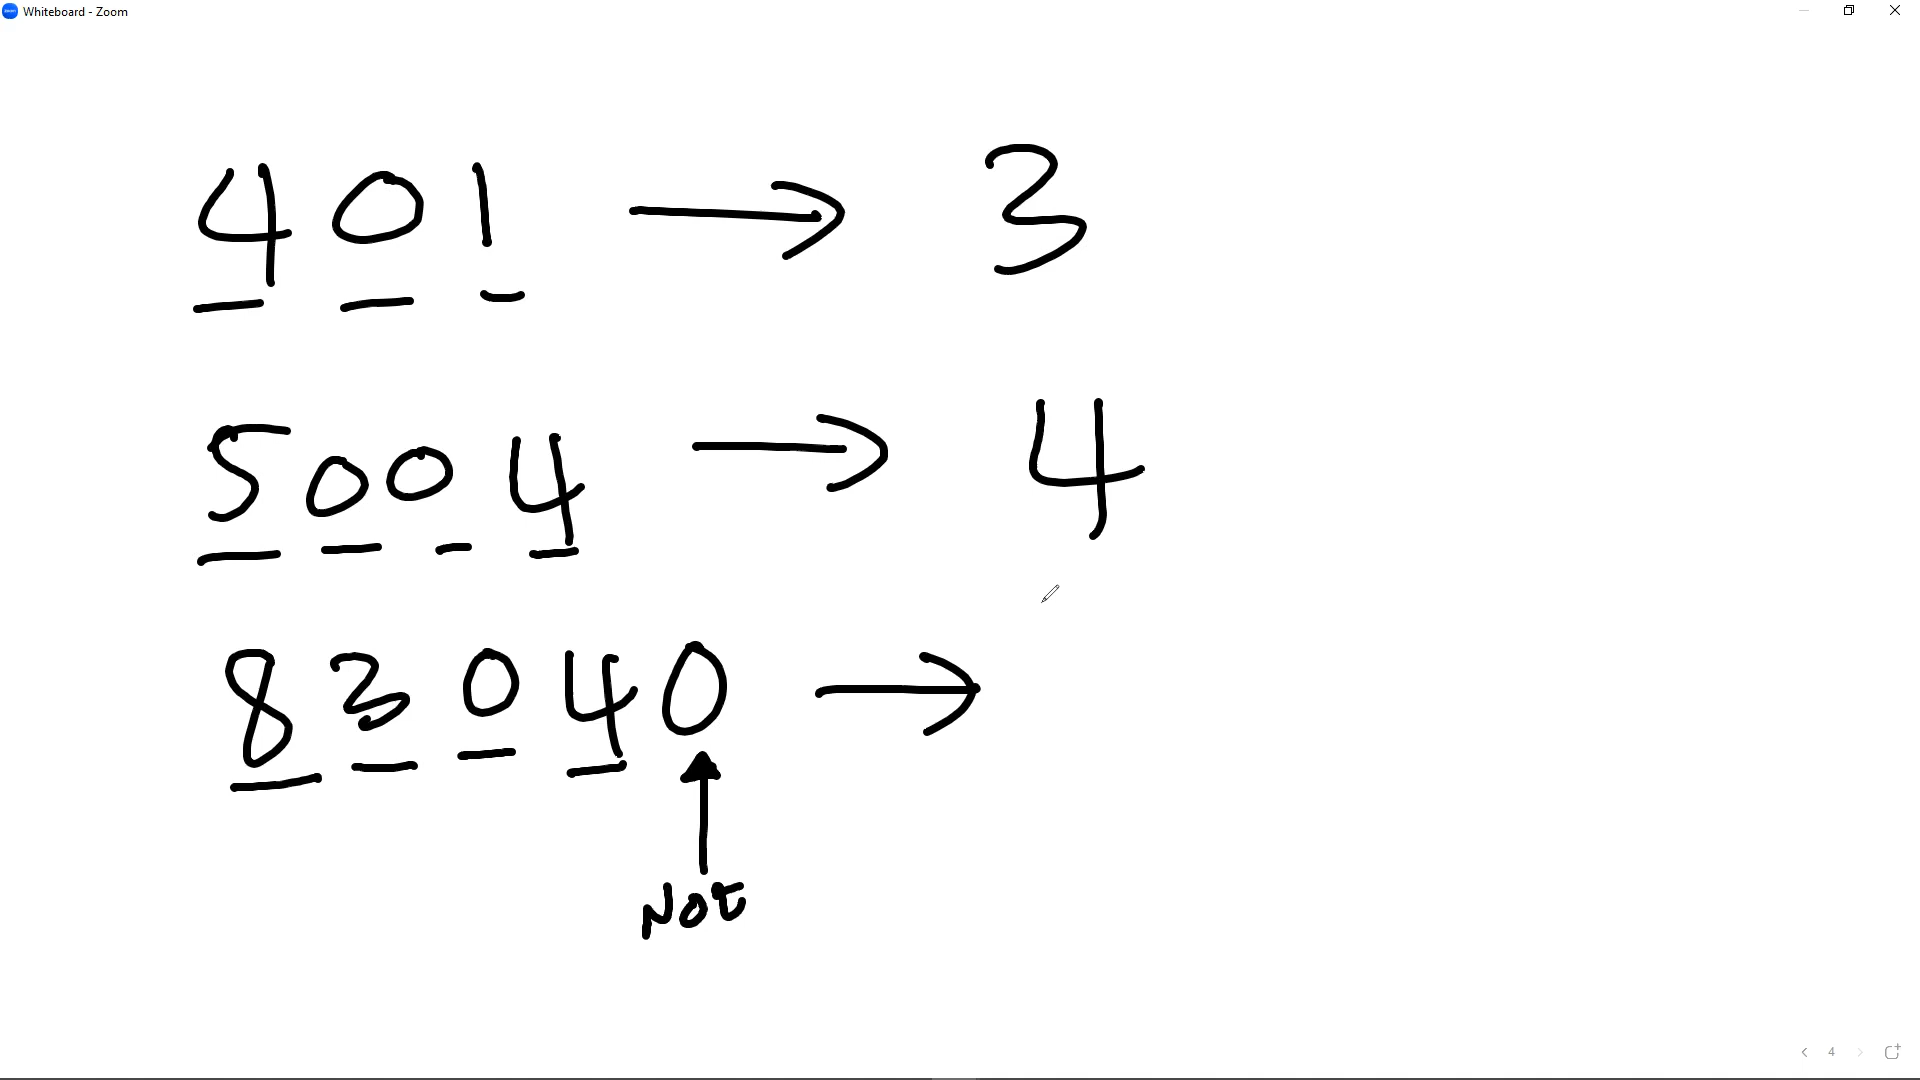 Whiteboard - Zoom
401 → 3
5004 → 4
83040 →
Not
4